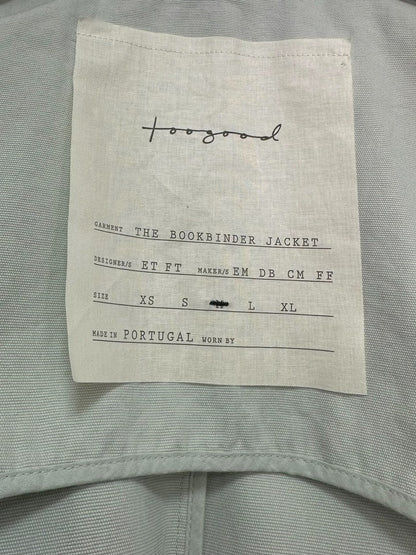 toogood
GARMENT THE BOOKBINDER JACKET
DESIGNER/S ET FT MAKER/S EM DB CM FF
SIZE XS S M L XL
MADE IN PORTUGAL WORN BY